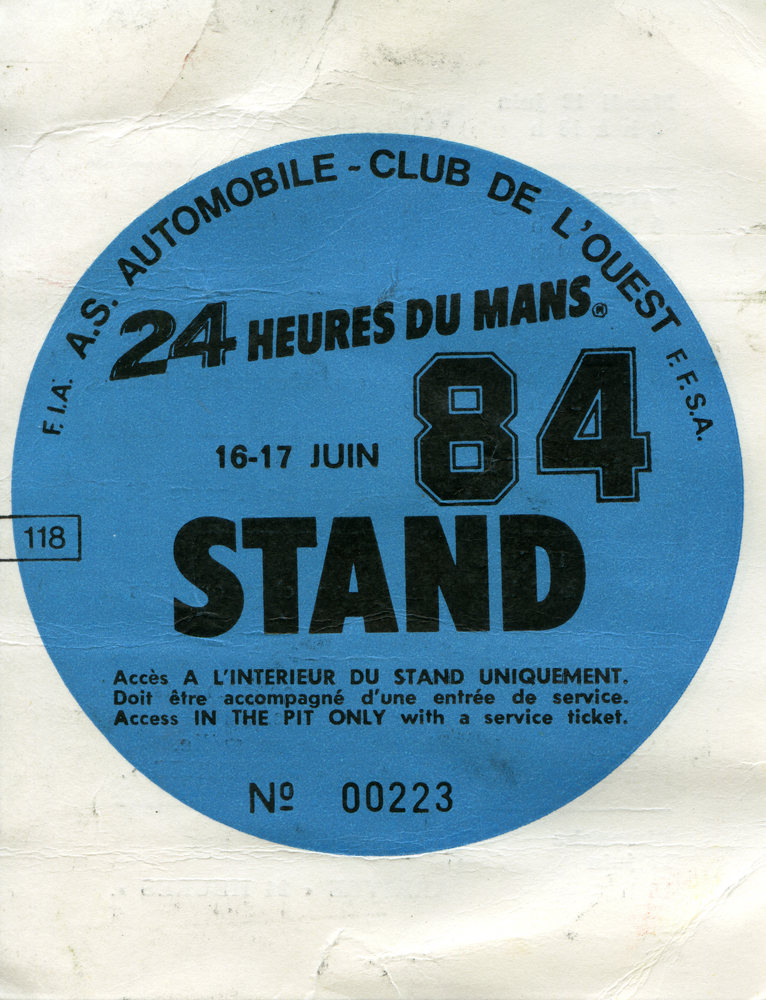 A.S. AUTOMOBILE - CLUB DE L'OUEST
F.I.A.
F.F.S.A.
24 HEURES DU MANS®
84
16-17 JUIN
118
STAND
Accès A L'INTERIEUR DU STAND UNIQUEMENT.
Doit être accompagné d'une entrée de service.
Access IN THE PIT ONLY with a service ticket.
Nº 00223